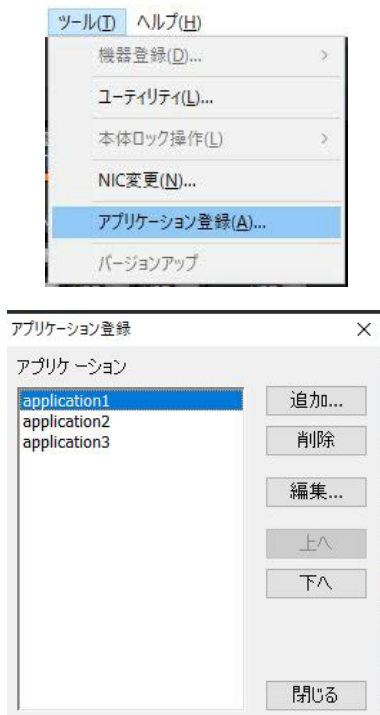 ツール(T) ヘルプ(H)
機器登録(D)...
ユーティリティ(L)...
本体ロック操作(L)
NIC変更(N)...
アプリケーション登録(A)...
バージョンアップ
アプリケーション登録
アプリケーション
application1
application2
application3
追加...
削除
編集...
上へ
下へ
閉じる